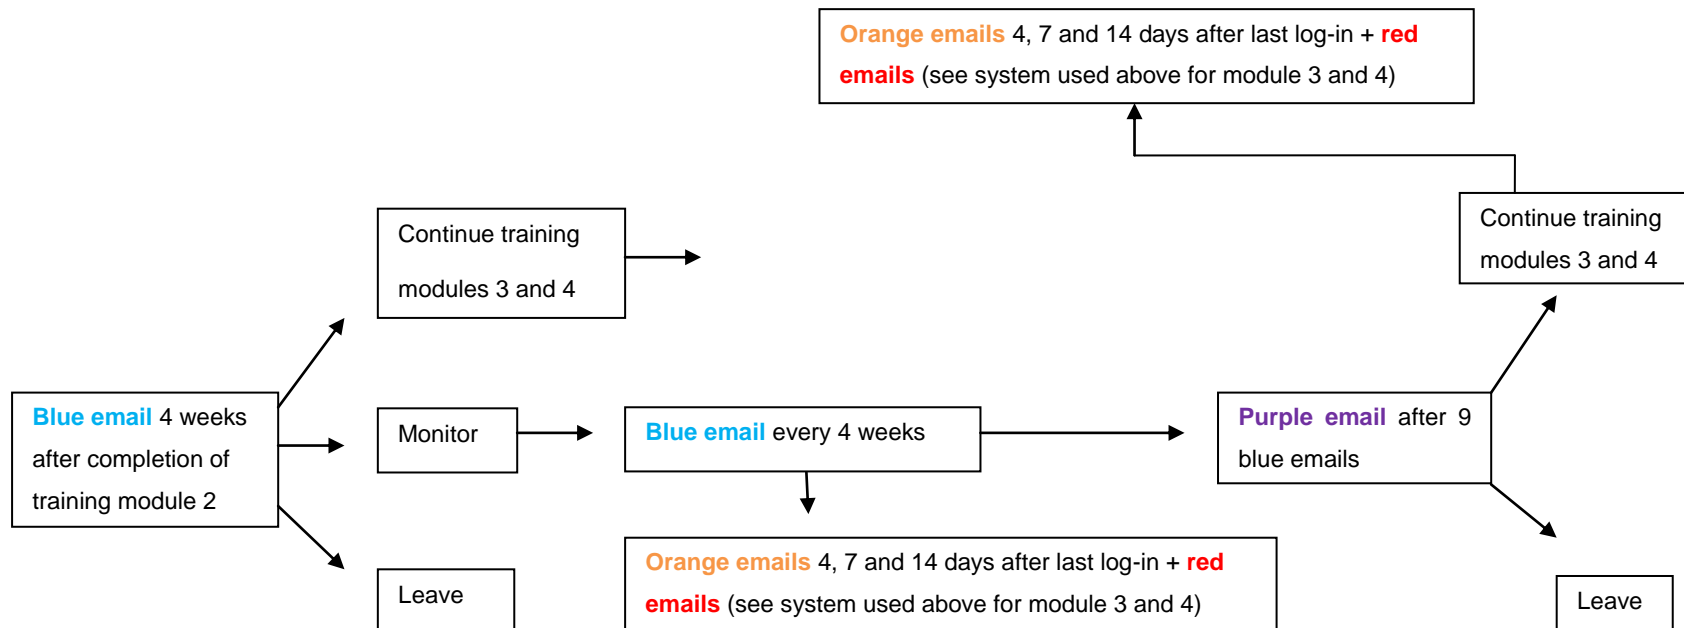 Orange emails 4, 7 and 14 days after last log-in + red
emails (see system used above for module 3 and 4)
Continue training
modules 3 and 4
Continue training
modules 3 and 4
Blue email 4 weeks
after completion of
training module 2
Monitor
Blue email every 4 weeks
Purple email after 9
blue emails
Orange emails 4, 7 and 14 days after last log-in + red
emails (see system used above for module 3 and 4)
Leave
Leave